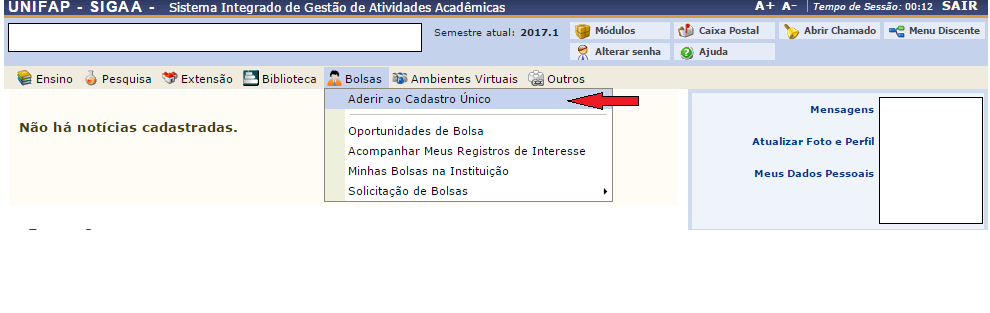 UNIFAP - SIGAA - Sistema Integrado de Gestão de Atividades Acadêmicas A+ A- Tempo de Sessão: 00:12 SAIR
Semestre atual: 2017.1 Módulos Caixa Postal Abrir Chamado Menu Discente
Alterar senha Ajuda
Ensino Pesquisa Extensão Biblioteca Bolsas Ambientes Virtuais Outros
Aderir ao Cadastro Único
Não há notícias cadastradas.
Oportunidades de Bolsa
Acompanhar Meus Registros de Interesse
Minhas Bolsas na Instituição
Solicitação de Bolsas
Mensagens
Atualizar Foto e Perfil
Meus Dados Pessoais